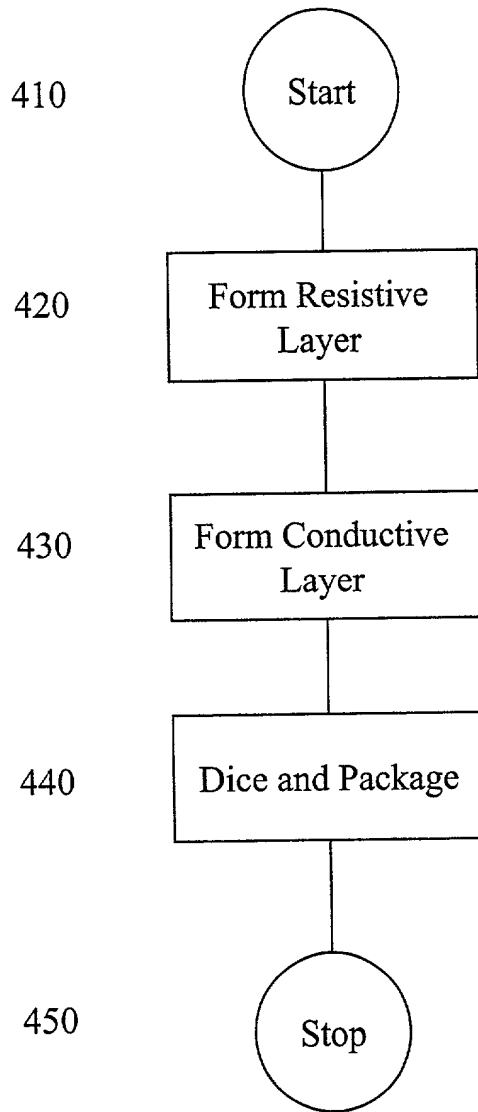 410
Start
420
Form Resistive
Layer
430
Form Conductive
Layer
440
Dice and Package
450
Stop